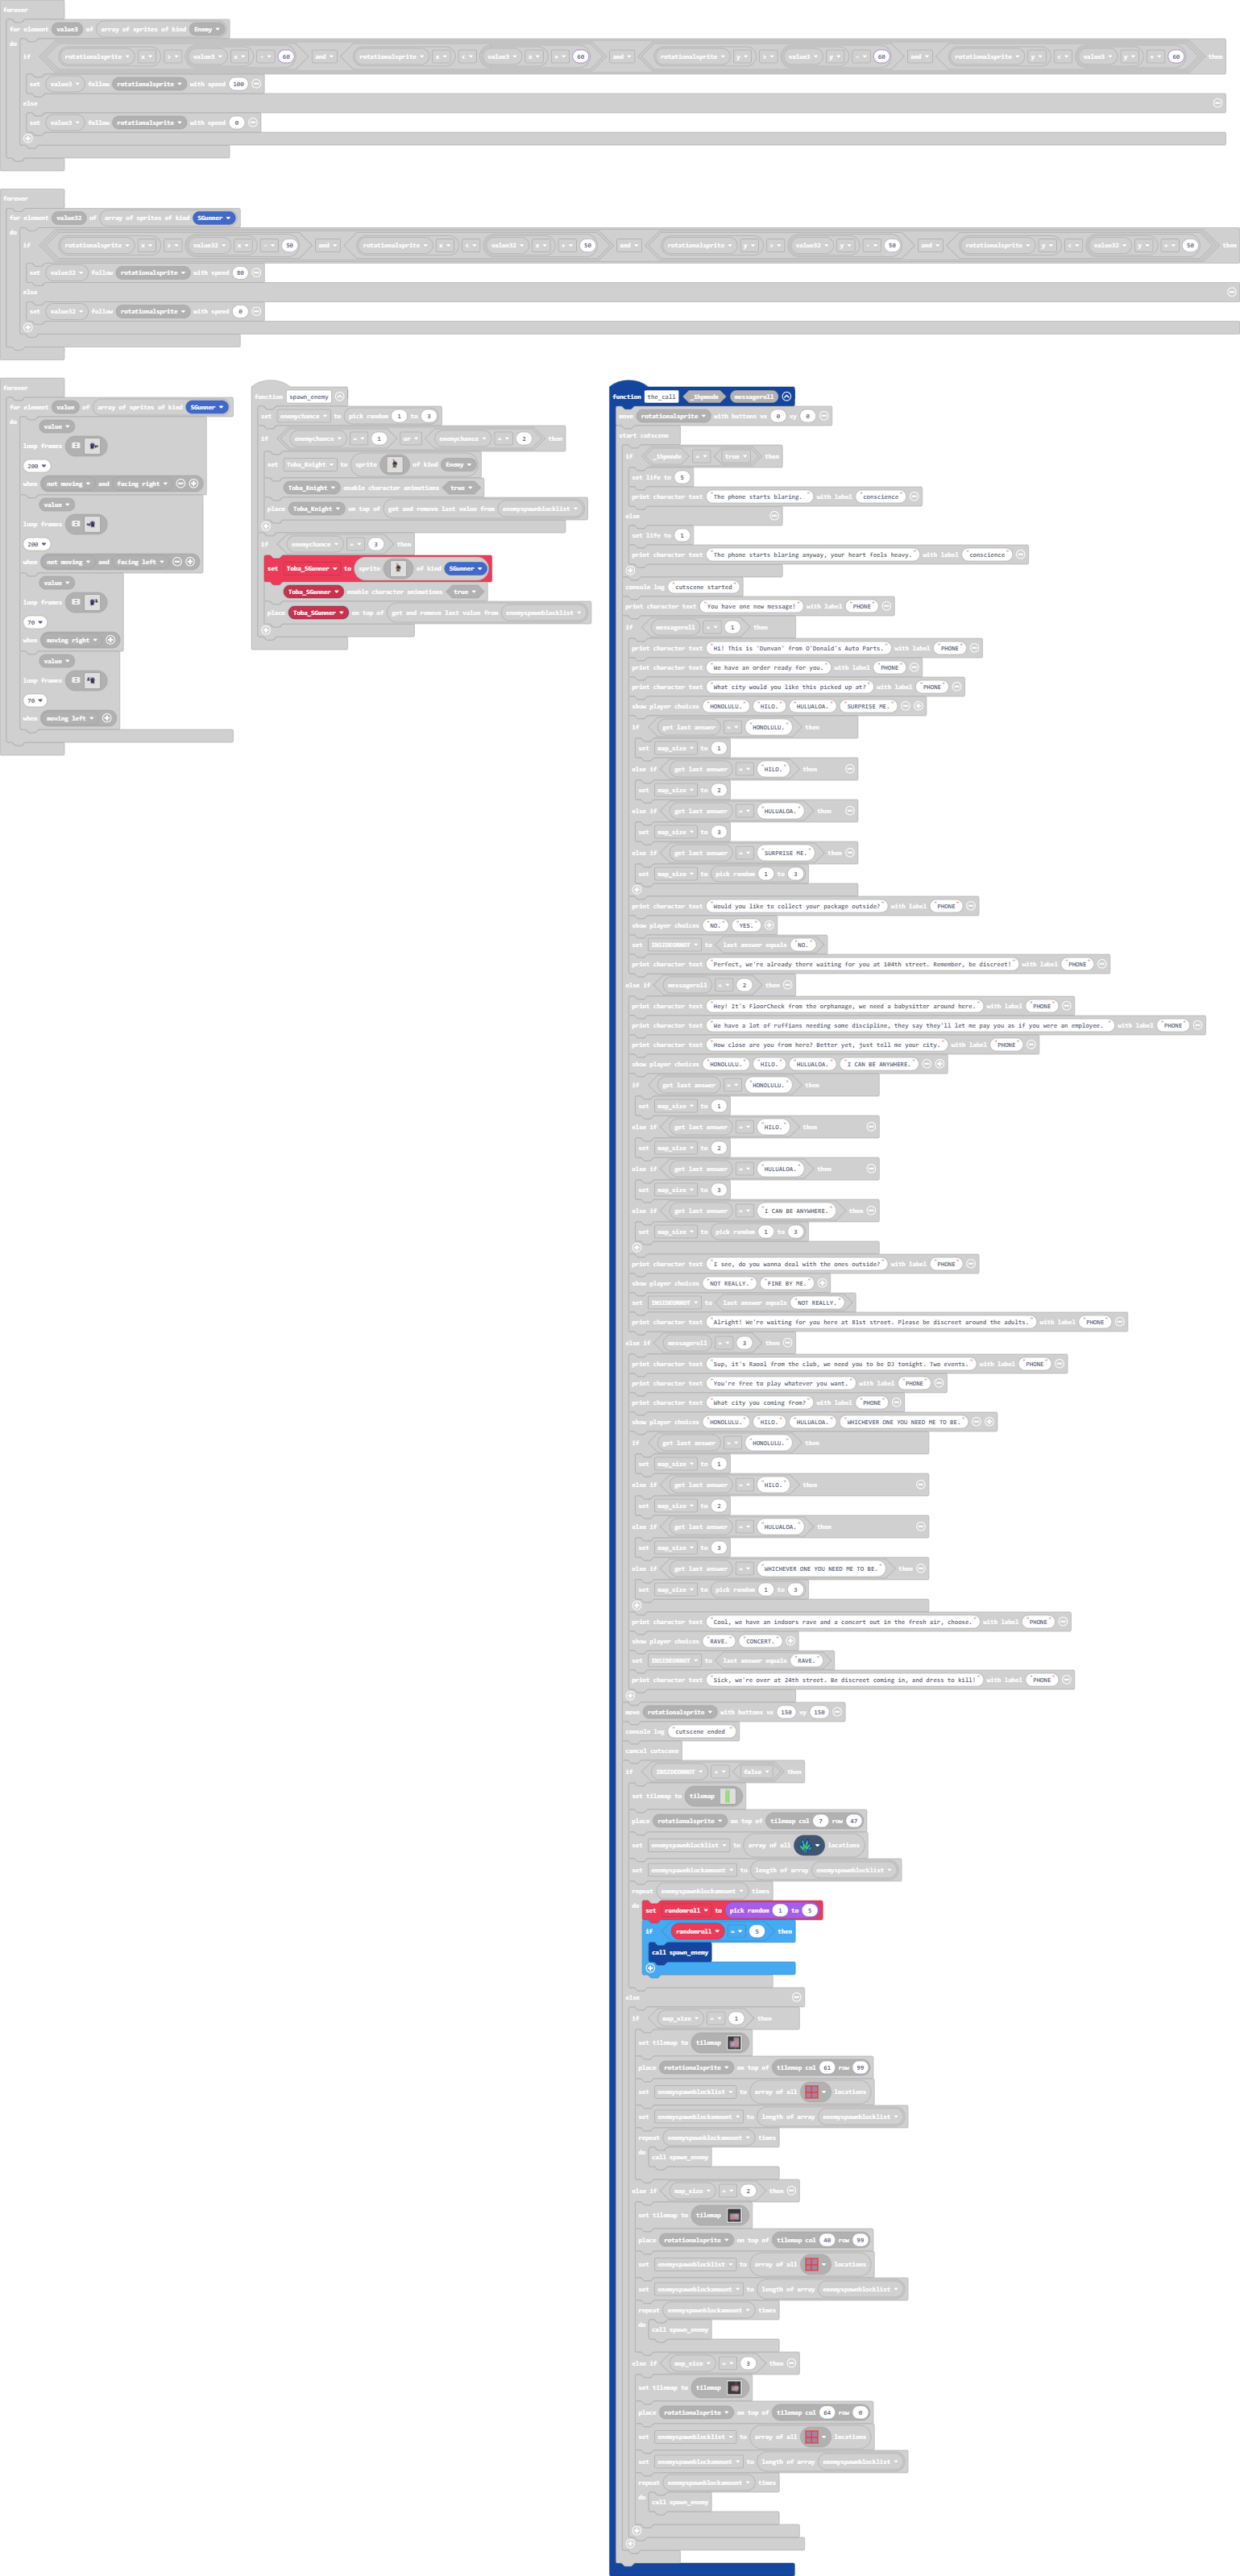 forever
for element value3 of array of sprites of kind Enemy
do
if rotationalsprite x > value3 x - 60 and rotationalsprite x < value3 x + 60 and rotationalsprite y > value3 y - 60 and rotationalsprite y < value3 y + 60 then
set value3 follow rotationalsprite with speed 100
else
set value3 follow rotationalsprite with speed 0
forever
for element value32 of array of sprites of kind SGunner
do
if rotationalsprite x > value32 x - 50 and rotationalsprite x < value32 x + 50 and rotationalsprite y > value32 y - 50 and rotationalsprite y < value32 y + 50 then
set value32 follow rotationalsprite with speed 80
else
set value32 follow rotationalsprite with speed 0
forever
for element value of array of sprites of kind SGunner
do
value
loop frames
200
when not moving and facing right
value
loop frames
200
when not moving and facing left
value
loop frames
70
when moving right
value
loop frames
70
when moving left
function spawn_enemy
set enemychance to pick random 1 to 3
if enemychance = 1 or enemychance = 2 then
set Toba_Knight to sprite of kind Enemy
Toba_Knight enable character animations true
place Toba_Knight on top of get and remove last value from enemyspawnblocklist
if enemychance = 3 then
set Toba_SGunner to sprite of kind SGunner
Toba_SGunner enable character animations true
place Toba_SGunner on top of get and remove last value from enemyspawnblocklist
function the_call _1hpmode messageroll
move rotationalsprite with buttons vx 0 vy 0
start cutscene
if _1hpmode = true then
set life to 5
print character text "The phone starts blaring." with label "conscience"
else
set life to 1
print character text "The phone starts blaring anyway, your heart feels heavy." with label "conscience"
console log "cutscene started"
print character text "You have one new message!" with label "PHONE"
if messageroll = 1 then
print character text "Hi! This is 'Dunvan' from O'Donald's Auto Parts." with label "PHONE"
print character text "We have an order ready for you." with label "PHONE"
print character text "What city would you like this picked up at?" with label "PHONE"
show player choices "HONOLULU." "HILO." "HULUALOA." "SURPRISE ME."
if get last answer = "HONOLULU." then
set map_size to 1
else if get last answer = "HILO." then
set map_size to 2
else if get last answer = "HULUALOA." then
set map_size to 3
else if get last answer = "SURPRISE ME." then
set map_size to pick random 1 to 3
print character text "Would you like to collect your package outside?" with label "PHONE"
show player choices "NO." "YES."
set INSIDEORNOT to last answer equals "NO."
print character text "Perfect, we're already there waiting for you at 104th street. Remember, be discreet!" with label "PHONE"
else if messageroll = 2 then
print character text "Hey! It's FloorCheck from the orphanage, we need a babysitter around here." with label "PHONE"
print character text "We have a lot of ruffians needing some discipline, they say they'll let me pay you as if you were an employee. " with label "PHONE"
print character text "How close are you from here? Better yet, just tell me your city." with label "PHONE"
show player choices "HONOLULU." "HILO." "HULUALOA." "I CAN BE ANYWHERE."
if get last answer = "HONOLULU." then
set map_size to 1
else if get last answer = "HILO." then
set map_size to 2
else if get last answer = "HULUALOA." then
set map_size to 3
else if get last answer = "I CAN BE ANYWHERE." then
set map_size to pick random 1 to 3
print character text "I see, do you wanna deal with the ones outside?" with label "PHONE"
show player choices "NOT REALLY." "FINE BY ME."
set INSIDEORNOT to last answer equals "NOT REALLY."
print character text "Alright! We're waiting for you here at 81st street. Please be discreet around the adults." with label "PHONE"
else if messageroll = 3 then
print character text "Sup, it's Raool from the club, we need you to be DJ tonight. Two events." with label "PHONE"
print character text "You're free to play whatever you want." with label "PHONE"
print character text "What city you coming from?" with label "PHONE"
show player choices "HONOLULU." "HILO." "HULUALOA." "WHICHEVER ONE YOU NEED ME TO BE."
if get last answer = "HONOLULU." then
set map_size to 1
else if get last answer = "HILO." then
set map_size to 2
else if get last answer = "HULUALOA." then
set map_size to 3
else if get last answer = "WHICHEVER ONE YOU NEED ME TO BE." then
set map_size to pick random 1 to 3
print character text "Cool, we have an indoors rave and a concert out in the fresh air, choose." with label "PHONE"
show player choices "RAVE." "CONCERT."
set INSIDEORNOT to last answer equals "RAVE."
print character text "Sick, we're over at 24th street. Be discreet coming in, and dress to kill!" with label "PHONE"
move rotationalsprite with buttons vx 150 vy 150
console log "cutscene ended "
cancel cutscene
if INSIDEORNOT = false then
set tilemap to tilemap
place rotationalsprite on top of tilemap col 7 row 47
set enemyspawnblocklist to array of all locations
set enemyspawnblockamount to length of array enemyspawnblocklist
repeat enemyspawnblockamount times
do
set randomroll to pick random 1 to 5
if randomroll = 5 then
call spawn_enemy
else
if map_size = 1 then
set tilemap to tilemap
place rotationalsprite on top of tilemap col 61 row 99
set enemyspawnblocklist to array of all locations
set enemyspawnblockamount to length of array enemyspawnblocklist
repeat enemyspawnblockamount times
do
call spawn_enemy
else if map_size = 2 then
set tilemap to tilemap
place rotationalsprite on top of tilemap col 40 row 99
set enemyspawnblocklist to array of all locations
set enemyspawnblockamount to length of array enemyspawnblocklist
repeat enemyspawnblockamount times
do
call spawn_enemy
else if map_size = 3 then
set tilemap to tilemap
place rotationalsprite on top of tilemap col 64 row 0
set enemyspawnblocklist to array of all locations
set enemyspawnblockamount to length of array enemyspawnblocklist
repeat enemyspawnblockamount times
do
call spawn_enemy